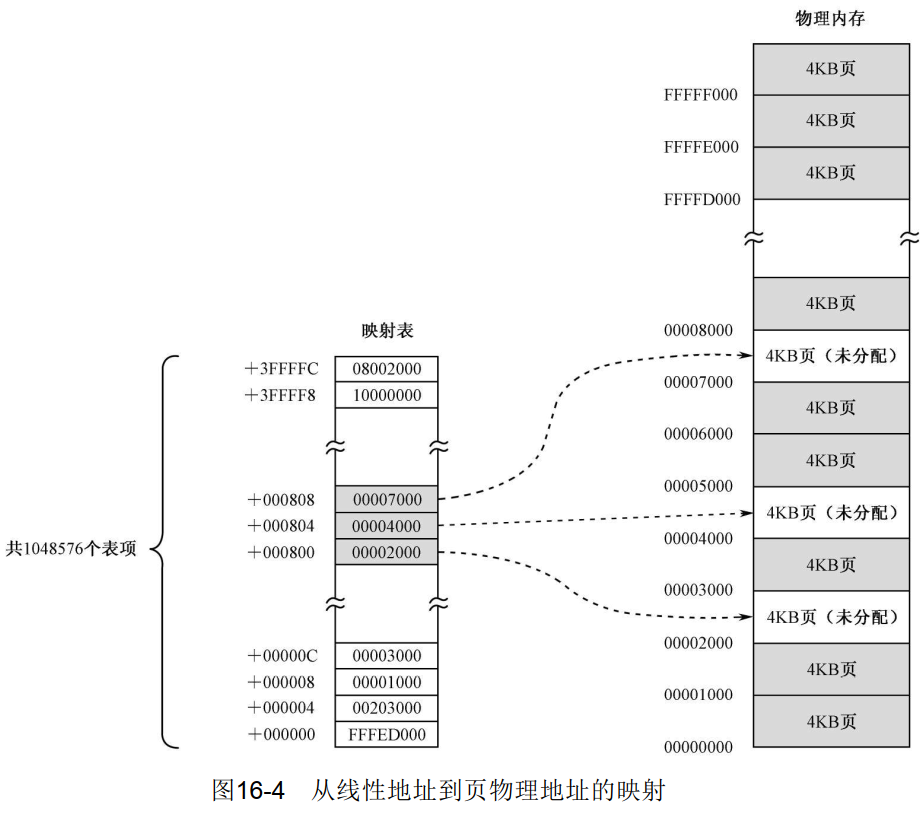 物理内存
4KB页
FFFFF000
4KB页
FFFFE000
4KB页
FFFFD000
4KB页
00008000
4KB页（未分配）
00007000
4KB页
00006000
4KB页
00005000
4KB页（未分配）
00004000
4KB页
00003000
4KB页（未分配）
00002000
4KB页
00001000
4KB页
00000000
映射表
+3FFFFC 08002000
+3FFFF8 10000000
+000808 00007000
+000804 00004000
+000800 00002000
共1048576个表项
+00000C 00003000
+000008 00001000
+000004 00203000
+000000 FFFED000
图16-4 从线性地址到页物理地址的映射